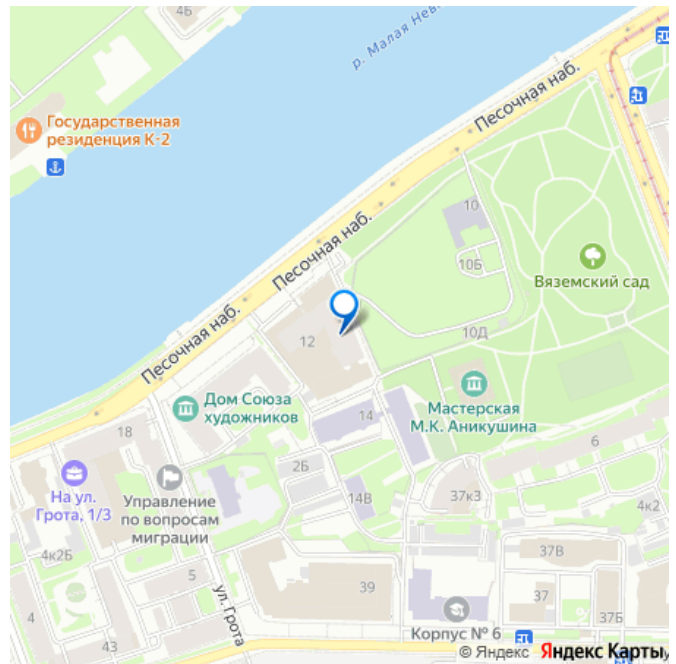 4Б
р. Малая Нев
Песочная наб.
Государственная
резиденция К-2
10
10Б
Вяземский сад
Песочная наб.
10Д
12
Песочная наб.
Дом Союза
художников
Мастерская
М.К. Аникушина
14
18
6
2Б
На ул.
Грота, 1/3
Управление
по вопросам
миграции
14В
37к3
4к2
4к2Б
37В
5
39
37
4
ул. Грота
37Б
43
Корпус № 6
© Яндекс Яндекс Карты